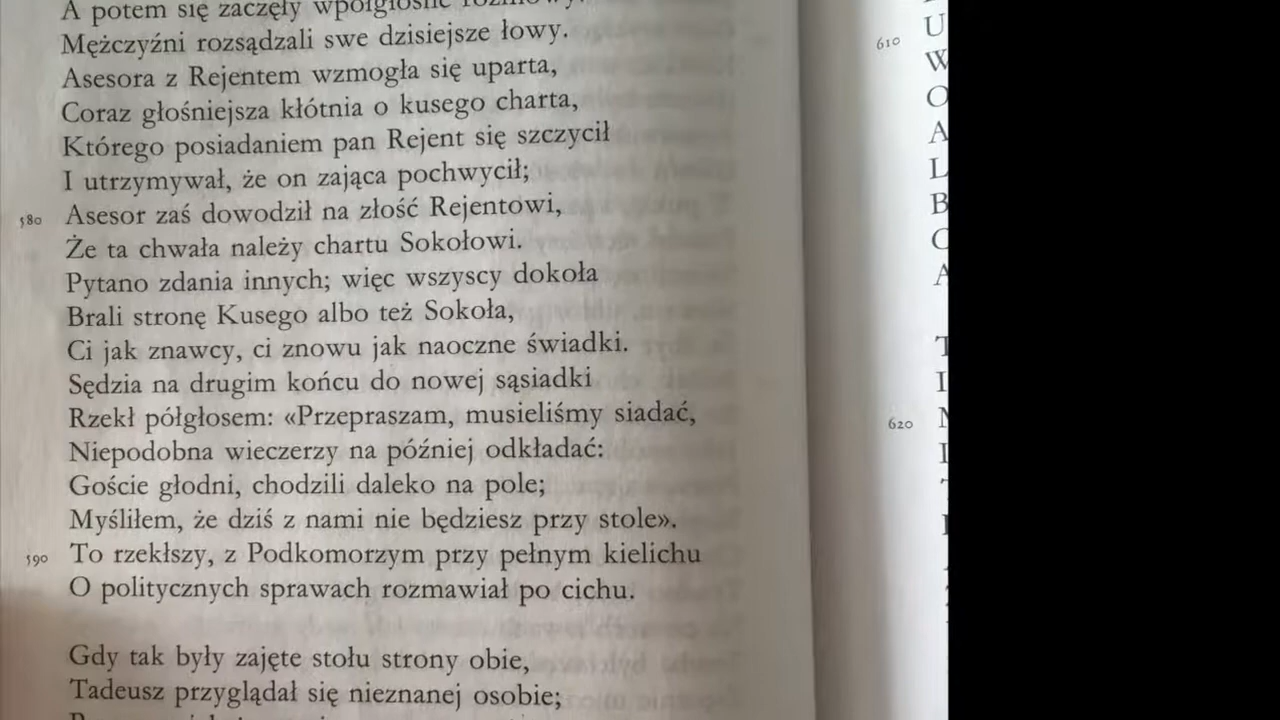 A potem się zaczęły wpółgłośne rozmowy.
Mężczyźni rozsądzali swe dzisiejsze łowy.
Asesora z Rejentem wzmogła się uparta,
Coraz głośniejsza kłótnia o kusego charta,
Którego posiadaniem pan Rejent się szczycił
I utrzymywał, że on zająca pochwycił;
580 Asesor zaś dowodził na złość Rejentowi,
Że ta chwała należy chartu Sokołowi.
Pytano zdania innych; więc wszyscy dokoła
Brali stronę Kusego albo też Sokoła,
Ci jak znawcy, ci znowu jak naoczne świadki.
Sędzia na drugim końcu do nowej sąsiadki
Rzekł półgłosem: «Przepraszam, musieliśmy siadać,
Niepodobna wieczerzy na później odkładać:
Goście głodni, chodzili daleko na pole;
Myśliłem, że dziś z nami nie będziesz przy stole».
590 To rzekłszy, z Podkomorzym przy pełnym kielichu
O politycznych sprawach rozmawiał po cichu.
Gdy tak były zajęte stołu strony obie,
Tadeusz przyglądał się nieznanej osobie;
610 U
W
O
A
L
B
A
T
I
620 N
I